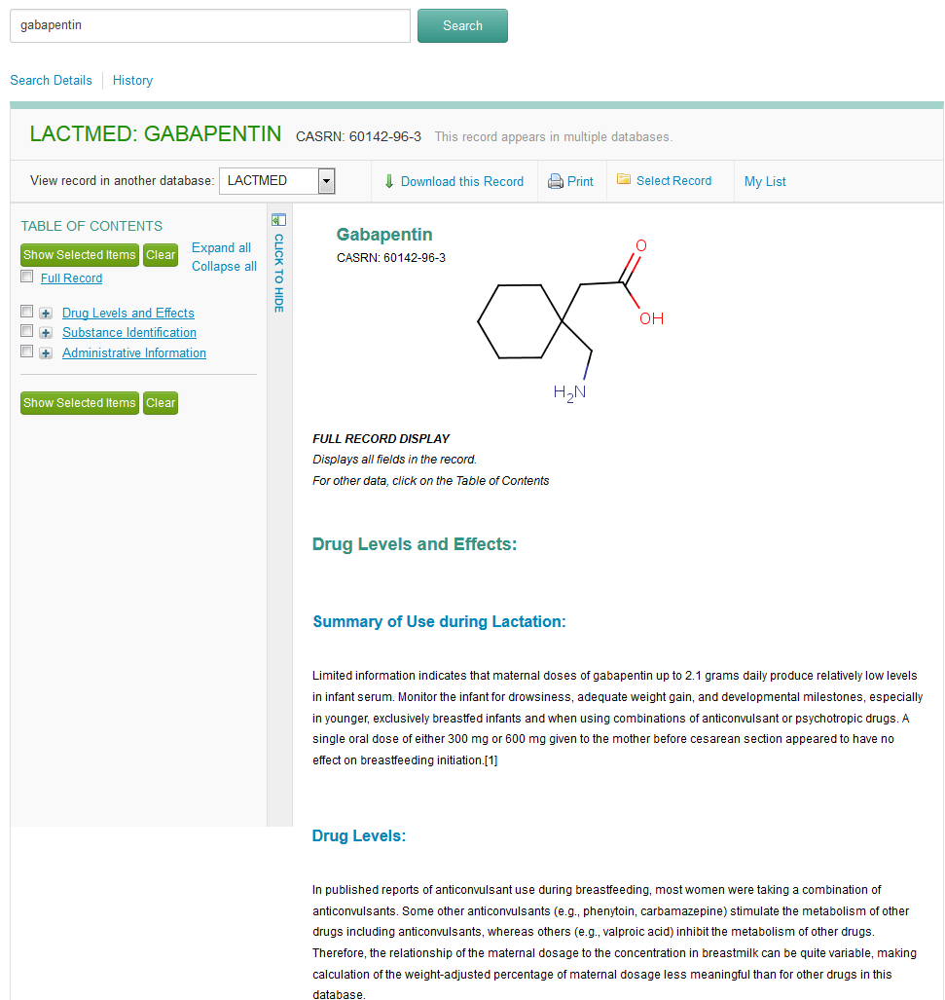 gabapentin
Search
Search Details
History
LACTMED: GABAPENTIN CASRN: 60142-96-3 This record appears in multiple databases.
View record in another database: LACTMED
Download this Record
Print
Select Record
My List
TABLE OF CONTENTS
Show Selected Items Clear
Expand all
Collapse all
Full Record
Drug Levels and Effects
Substance Identification
Administrative Information
Show Selected Items Clear
CLICK TO HIDE
Gabapentin
CASRN: 60142-96-3
O
OH
H2N
FULL RECORD DISPLAY
Displays all fields in the record.
For other data, click on the Table of Contents
Drug Levels and Effects:
Summary of Use during Lactation:
Limited information indicates that maternal doses of gabapentin up to 2.1 grams daily produce relatively low levels
in infant serum. Monitor the infant for drowsiness, adequate weight gain, and developmental milestones, especially
in younger, exclusively breastfed infants and when using combinations of anticonvulsant or psychotropic drugs. A
single oral dose of either 300 mg or 600 mg given to the mother before cesarean section appeared to have no
effect on breastfeeding initiation.[1]
Drug Levels:
In published reports of anticonvulsant use during breastfeeding, most women were taking a combination of
anticonvulsants. Some other anticonvulsants (e.g., phenytoin, carbamazepine) stimulate the metabolism of other
drugs including anticonvulsants, whereas others (e.g., valproic acid) inhibit the metabolism of other drugs.
Therefore, the relationship of the maternal dosage to the concentration in breastmilk can be quite variable, making
calculation of the weight-adjusted percentage of maternal dosage less meaningful than for other drugs in this
database.